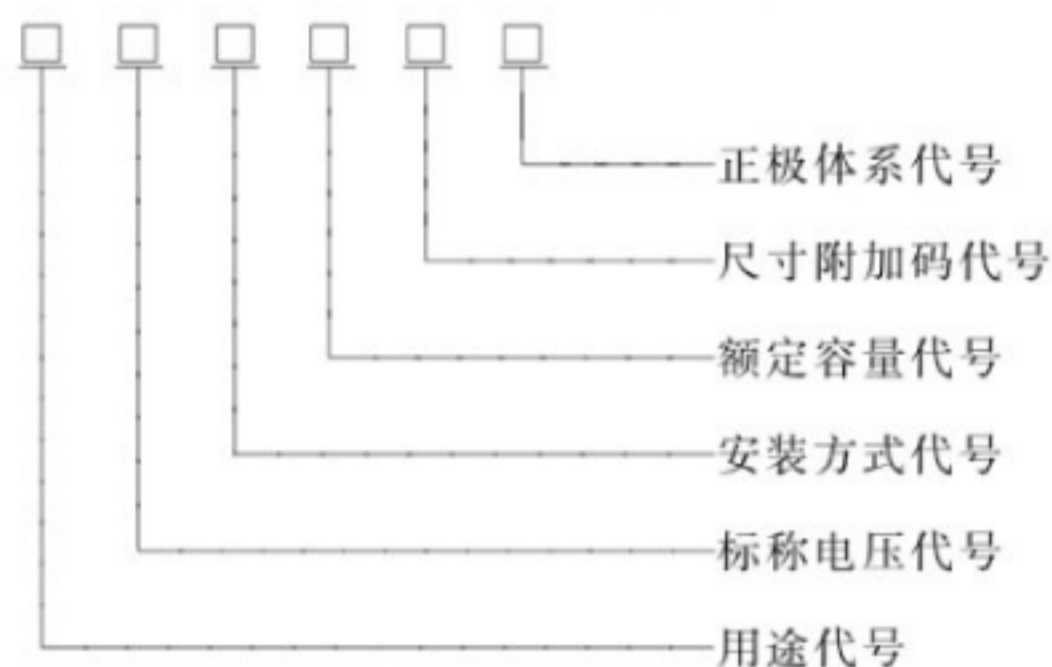 正极体系代号
尺寸附加码代号
额定容量代号
安装方式代号
标称电压代号
用途代号